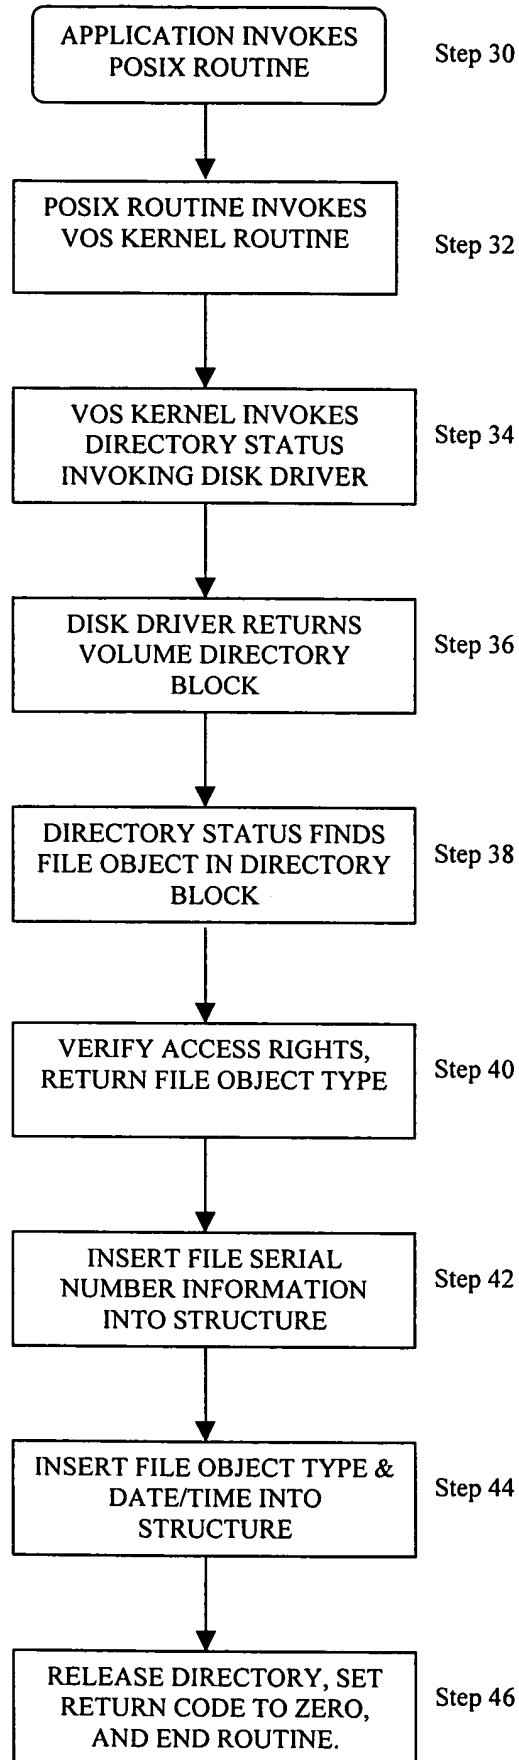 APPLICATION INVOKES
POSIX ROUTINE
Step 30
POSIX ROUTINE INVOKES
VOS KERNEL ROUTINE
Step 32
VOS KERNEL INVOKES
DIRECTORY STATUS
INVOKING DISK DRIVER
Step 34
DISK DRIVER RETURNS
VOLUME DIRECTORY
BLOCK
Step 36
DIRECTORY STATUS FINDS
FILE OBJECT IN DIRECTORY
BLOCK
Step 38
VERIFY ACCESS RIGHTS,
RETURN FILE OBJECT TYPE
Step 40
INSERT FILE SERIAL
NUMBER INFORMATION
INTO STRUCTURE
Step 42
INSERT FILE OBJECT TYPE &
DATE/TIME INTO
STRUCTURE
Step 44
RELEASE DIRECTORY, SET
RETURN CODE TO ZERO,
AND END ROUTINE.
Step 46